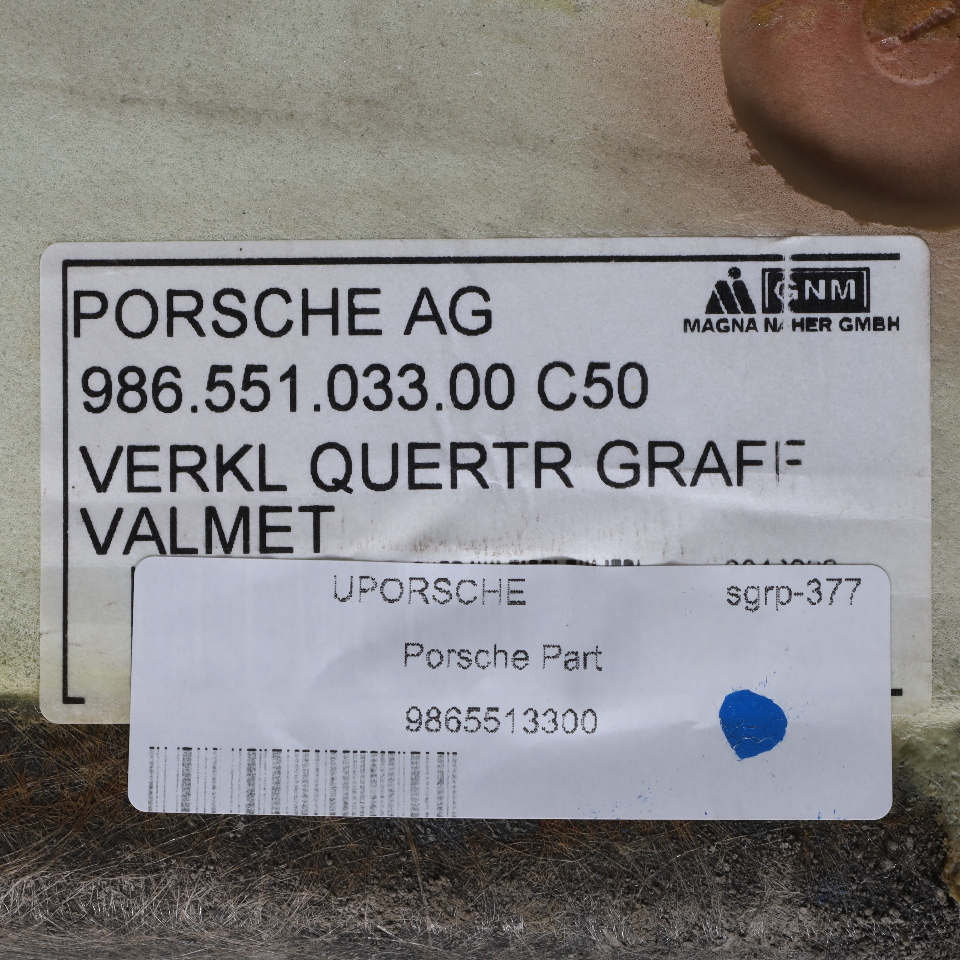 PORSCHE AG
GNM
MAGNA NAHER GMBH
986.551.033.00 C50
VERKL QUERTR GRAFF
VALMET
UPORSCHE
sgrp-377
Porsche Part
9865513300